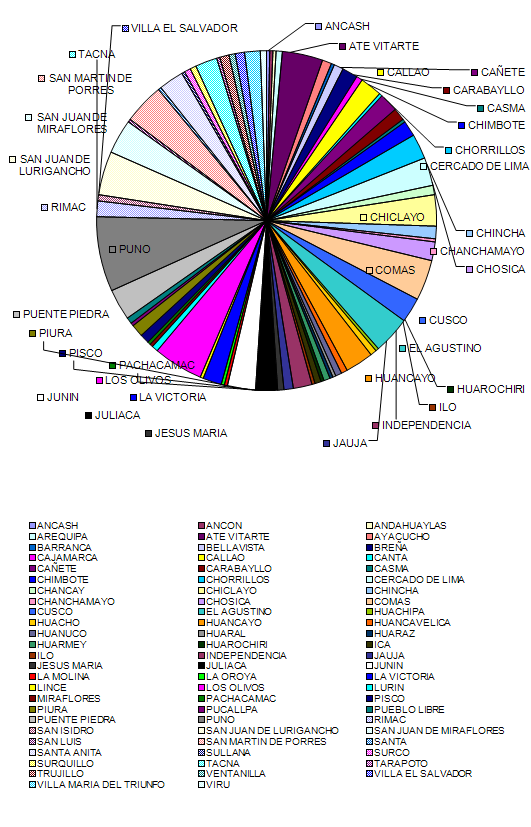 VILLA EL SALVADOR
ANCASH
ATE VITARTE
TACNA
CALLAO
CAÑETE
SAN MARTIN DE
PORRES
CARABAYLLO
CASMA
SAN JUAN DE
MIRAFLORES
CHIMBOTE
CHORRILLOS
SAN JUAN DE
LURIGANCHO
CERCADO DE LIMA
RIMAC
CHICLAYO
CHINCHA
PUNO
CHANCHAMAYO
COMAS
CHOSICA
PUENTE PIEDRA
CUSCO
PIURA
EL AGUSTINO
PISCO
PACHACAMAC
LOS OLIVOS
HUANCAYO
HUAROCHIRI
JUNIN
LA VICTORIA
ILO
JULIACA
INDEPENDENCIA
JESUS MARIA
JAUJA
ANCASH ANCON ANDAHUAYLAS
AREQUIPA ATE VITARTE AYACUCHO
BARRANCA BELLAVISTA BREÑA
CAJAMARCA CALLAO CANTA
CAÑETE CARABAYLLO CASMA
CHIMBOTE CHORRILLOS CERCADO DE LIMA
CHANCAY CHICLAYO CHINCHA
CHANCHAMAYO CHOSICA COMAS
CUSCO EL AGUSTINO HUACHIPA
HUACHO HUANCAYO HUANCAVELICA
HUANUCO HUARAL HUARAZ
HUARMEY HUAROCHIRI ICA
ILO INDEPENDENCIA JAUJA
JESUS MARIA JULIACA JUNIN
LA MOLINA LA OROYA LA VICTORIA
LINCE LOS OLIVOS LURIN
MIRAFLORES PACHACAMAC PISCO
PIURA PUCALLPA PUEBLO LIBRE
PUENTE PIEDRA PUNO RIMAC
SAN ISIDRO SAN JUAN DE LURIGANCHO SAN JUAN DE MIRAFLORES
SAN LUIS SAN MARTIN DE PORRES SANTA
SANTA ANITA SULLANA SURCO
SURQUILLO TACNA TARAPOTO
TRUJILLO VENTANILLA VILLA EL SALVADOR
VILLA MARIA DEL TRIUNFO VIRU